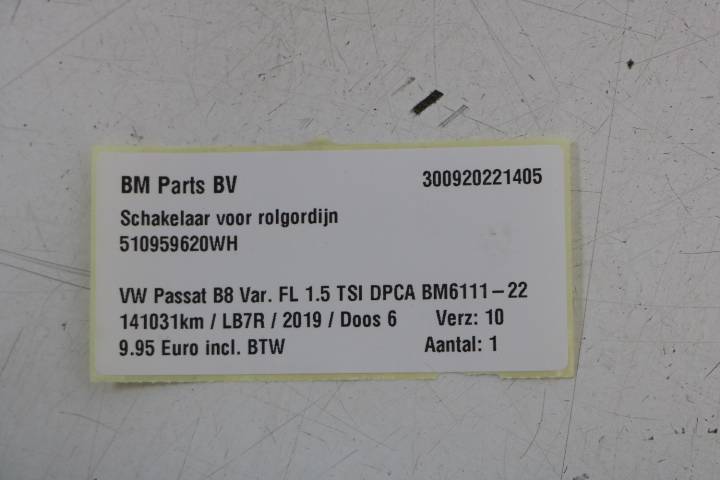 BM Parts BV 300920221405
Schakelaar voor rolgordijn
510959620WH
VW Passat B8 Var. FL 1.5 TSI DPCA BM6111-22
141031km / LB7R / 2019 / Doos 6 Verz: 10
9.95 Euro incl. BTW Aantal: 1